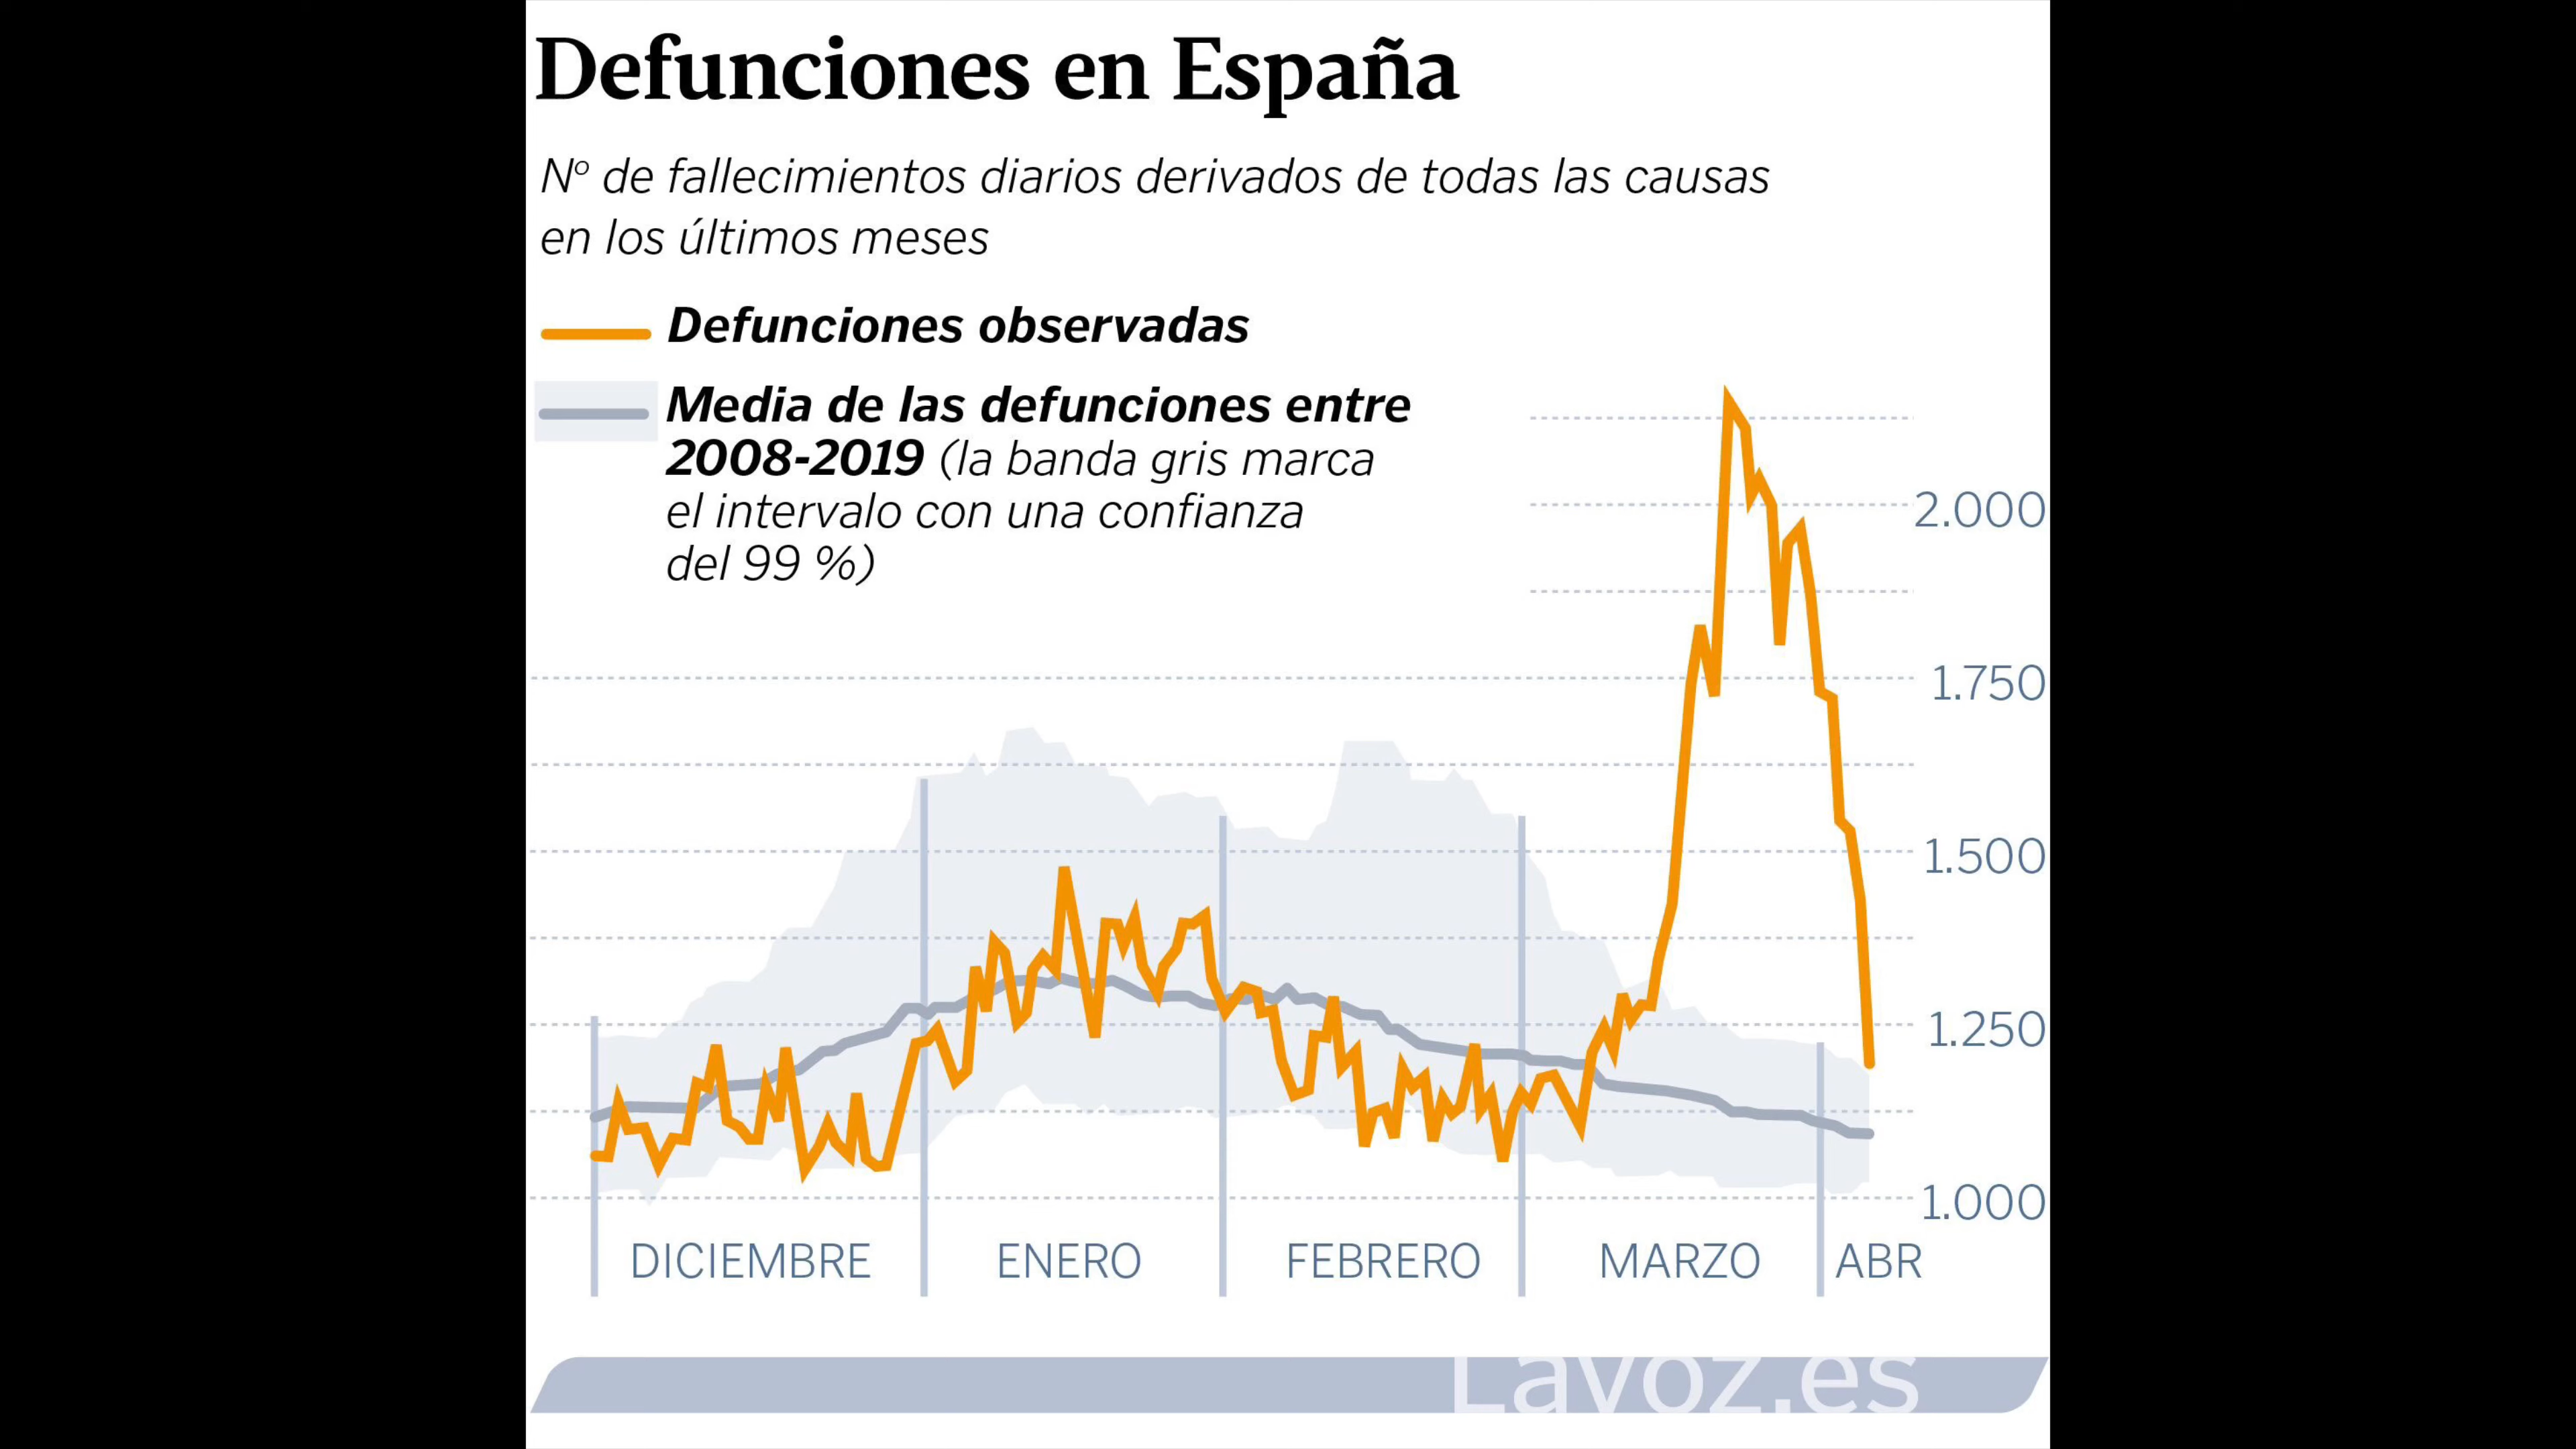 Defunciones en España
Nº de fallecimientos diarios derivados de todas las causas
en los últimos meses
Defunciones observadas
Media de las defunciones entre
2008-2019 (la banda gris marca
el intervalo con una confianza
del 99 %)
2.000
1.750
1.500
1.250
1.000
DICIEMBRE
ENERO
FEBRERO
MARZO
ABR
LaVoz.es